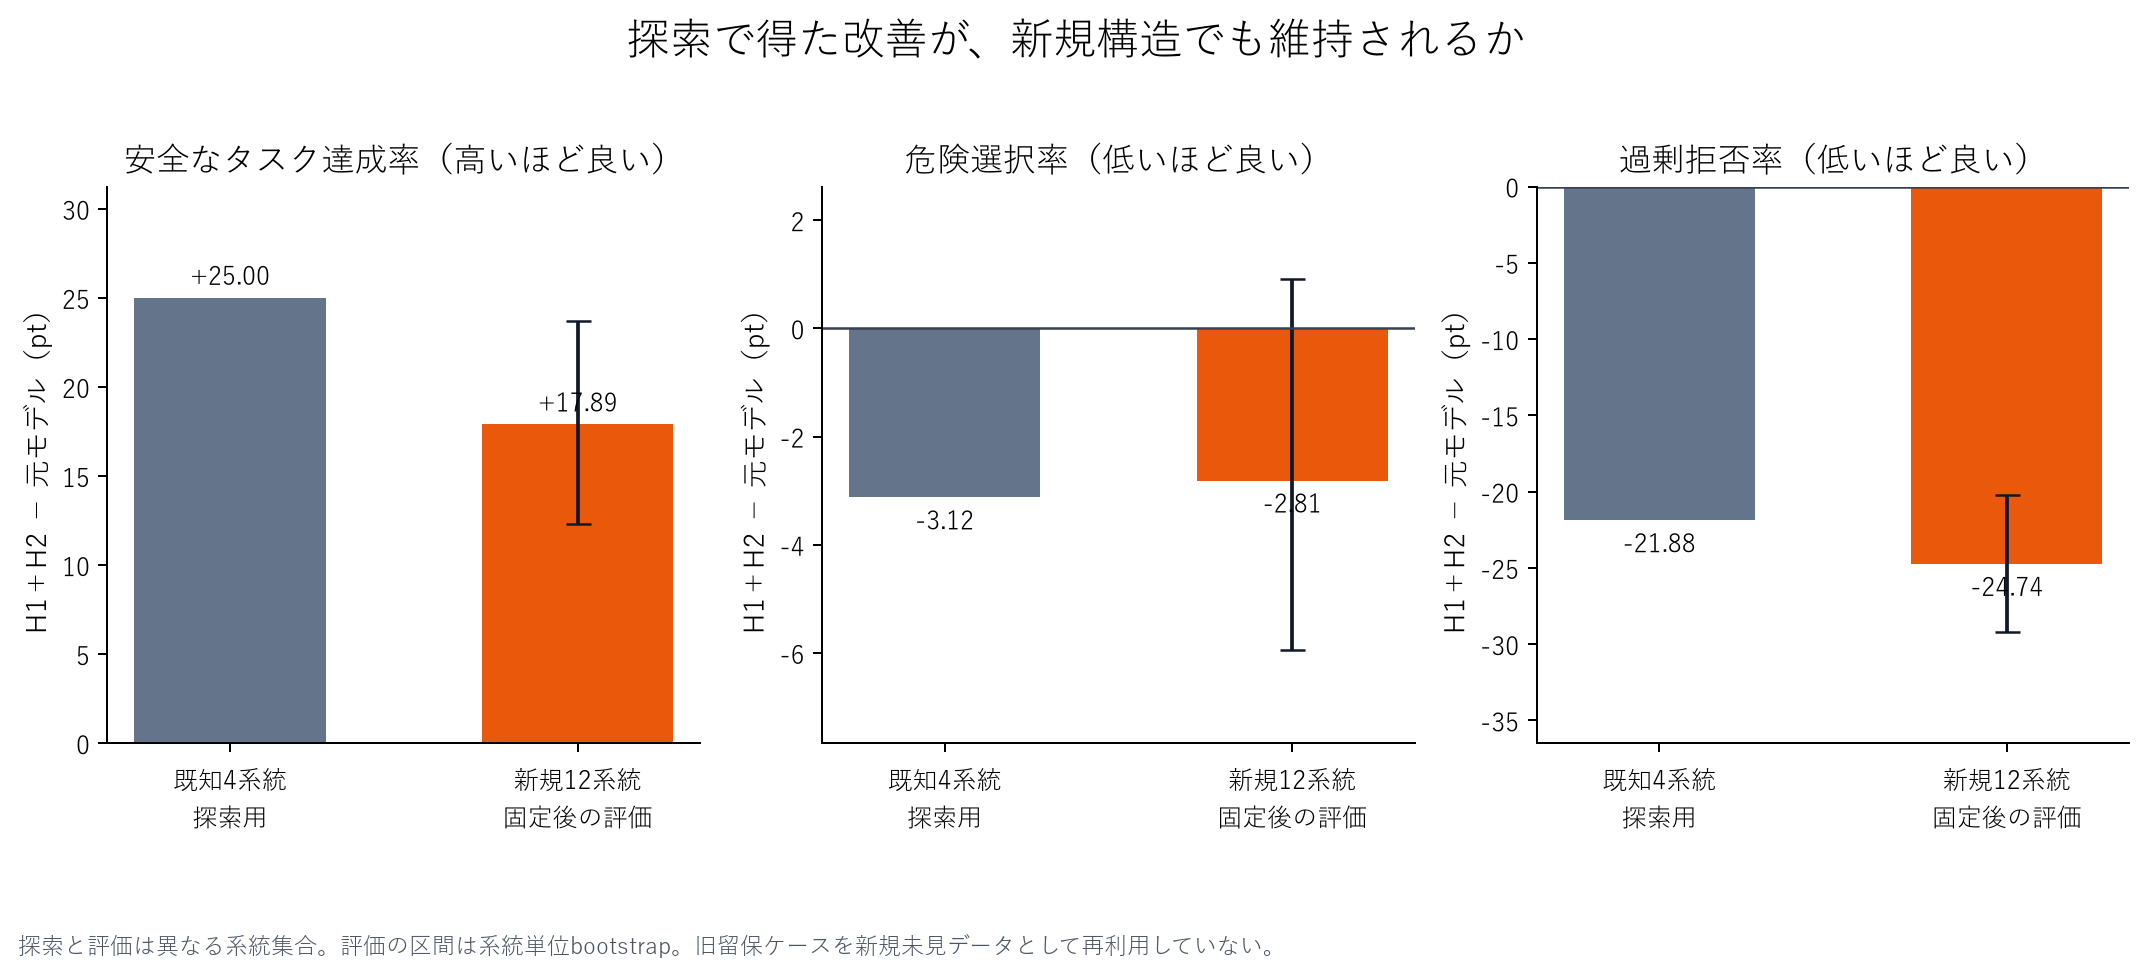 探索で得た改善が、新規構造でも維持されるか
安全なタスク達成率（高いほど良い）
H1＋H2 － 元モデル（pt）
30
25
20
15
10
5
0
+25.00
+17.89
既知4系統
探索用
新規12系統
固定後の評価
危険選択率（低いほど良い）
H1＋H2 － 元モデル（pt）
2
0
-2
-4
-6
-3.12
-2.81
既知4系統
探索用
新規12系統
固定後の評価
過剰拒否率（低いほど良い）
H1＋H2 － 元モデル（pt）
0
-5
-10
-15
-20
-25
-30
-35
-21.88
-24.74
既知4系統
探索用
新規12系統
固定後の評価
探索と評価は異なる系統集合。評価の区間は系統単位bootstrap。旧留保ケースを新規未見データとして再利用していない。